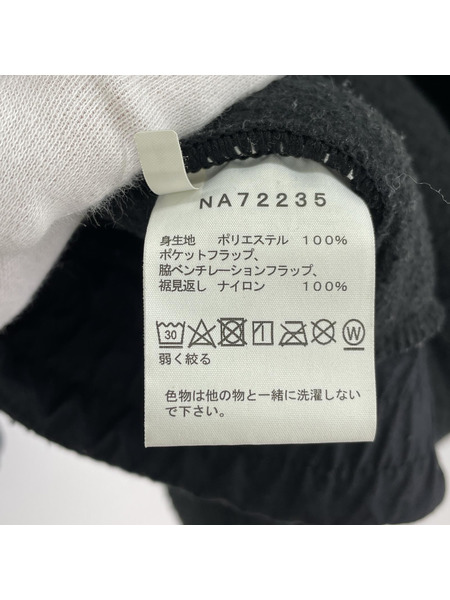 NA72235
身生地 ポリエステル 100%
ポケットフラップ、
脇ベンチレーションフラップ、
裾見返し ナイロン 100%
30 W
弱く絞る
色物は他の物と一緒に洗濯しない
で下さい。